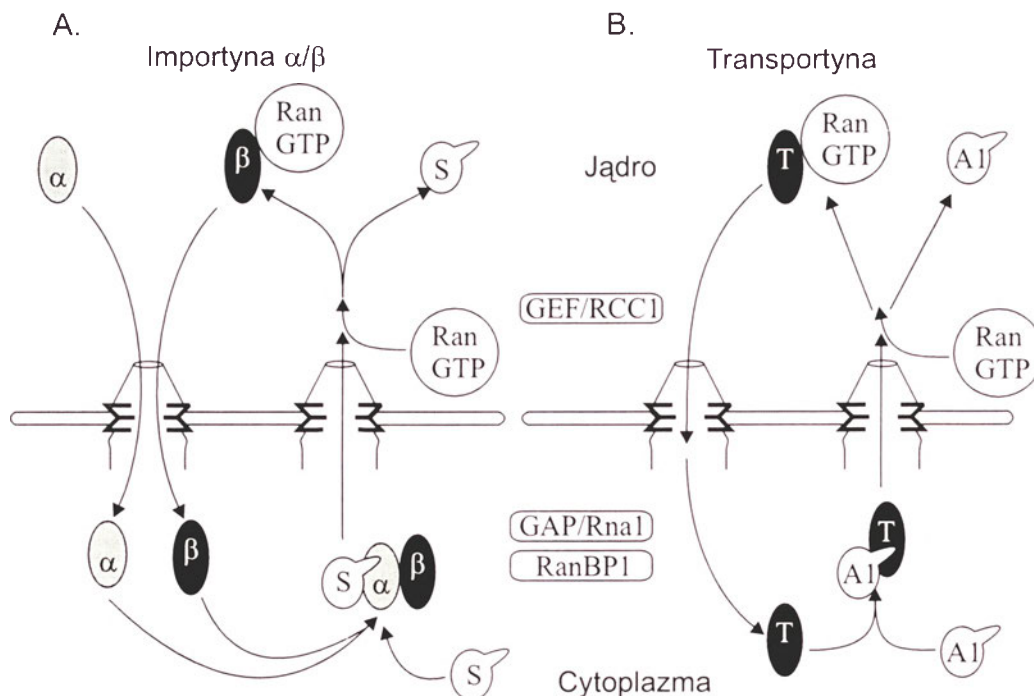 A.
Importyna α/β
α
β
Ran
GTP
S
Ran
GTP
α
β
S
α
β
S
Jądro
GEF/RCC1
GAP/Rna1
RanBP1
Cytoplazma
B.
Transportyna
T
Ran
GTP
A1
Ran
GTP
T
A1
T
A1